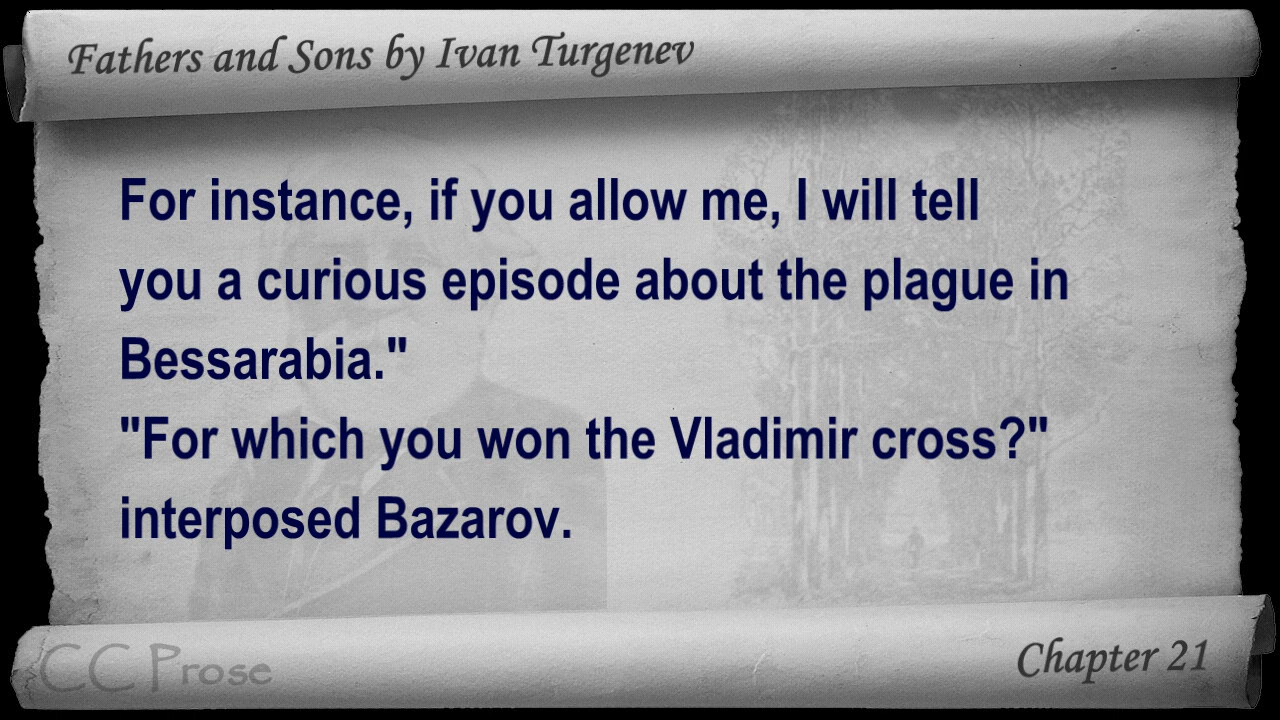 Fathers and Sons by Ivan Turgenev
For instance, if you allow me, I will tell
you a curious episode about the plague in
Bessarabia."
"For which you won the Vladimir cross?"
interposed Bazarov.
CC Prose
Chapter 21